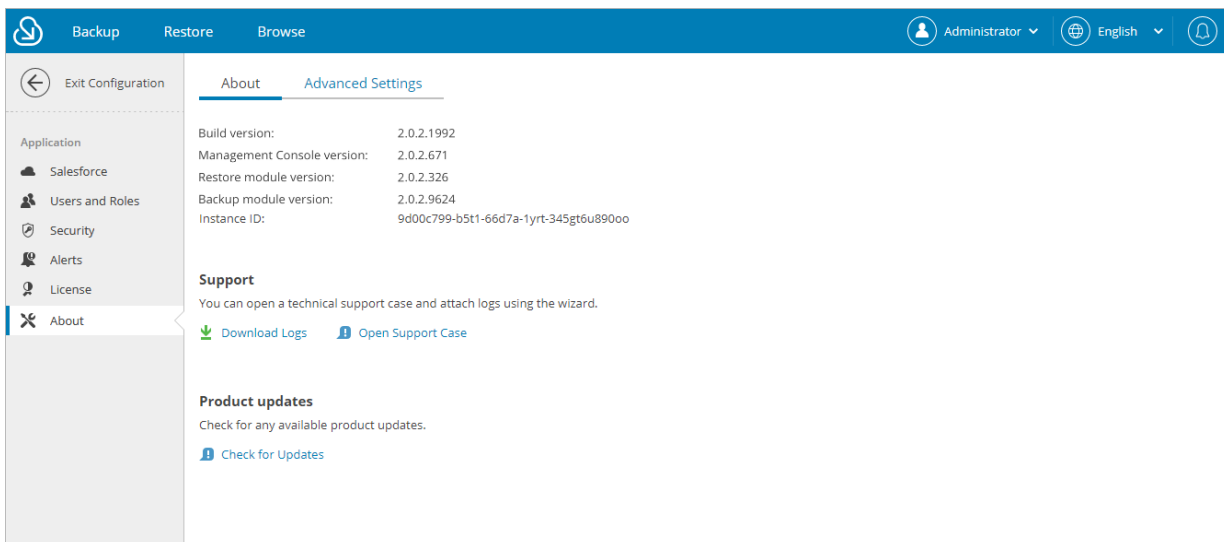 Backup Restore Browse Administrator English
Exit Configuration
About Advanced Settings
Application
Salesforce
Users and Roles
Security
Alerts
License
About
Build version: 2.0.2.1992
Management Console version: 2.0.2.671
Restore module version: 2.0.2.326
Backup module version: 2.0.2.9624
Instance ID: 9d00c799-b5t1-66d7a-1yrt-345gt6u890oo
Support
You can open a technical support case and attach logs using the wizard.
Download Logs Open Support Case
Product updates
Check for any available product updates.
Check for Updates